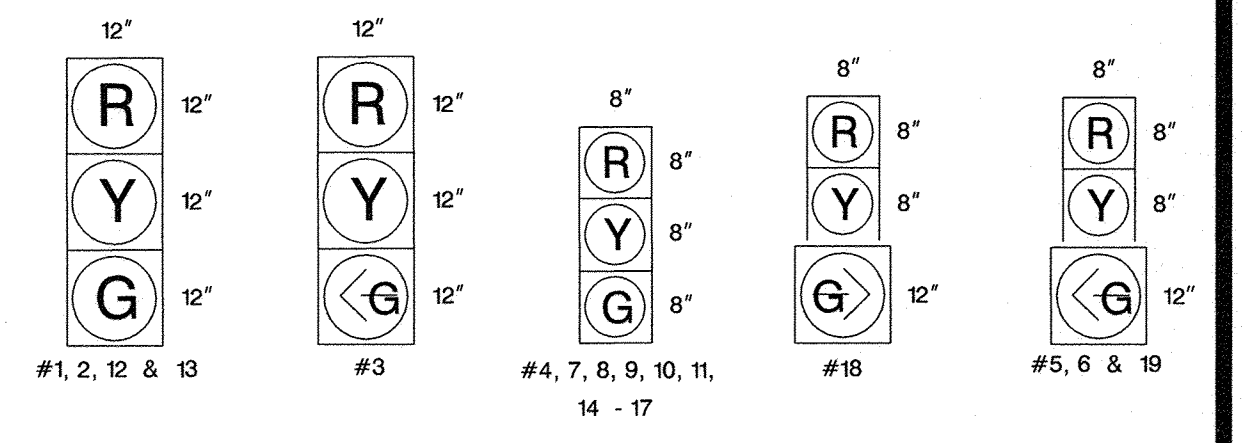 12"
R 12"
Y 12"
G 12"
#1, 2, 12 & 13
12"
R 12"
Y 12"
<G 12"
#3
8"
R 8"
Y 8"
G 8"
#4, 7, 8, 9, 10, 11,
14 - 17
8"
R 8"
Y 8"
G> 12"
#18
8"
R 8"
Y 8"
<G 12"
#5, 6 & 19